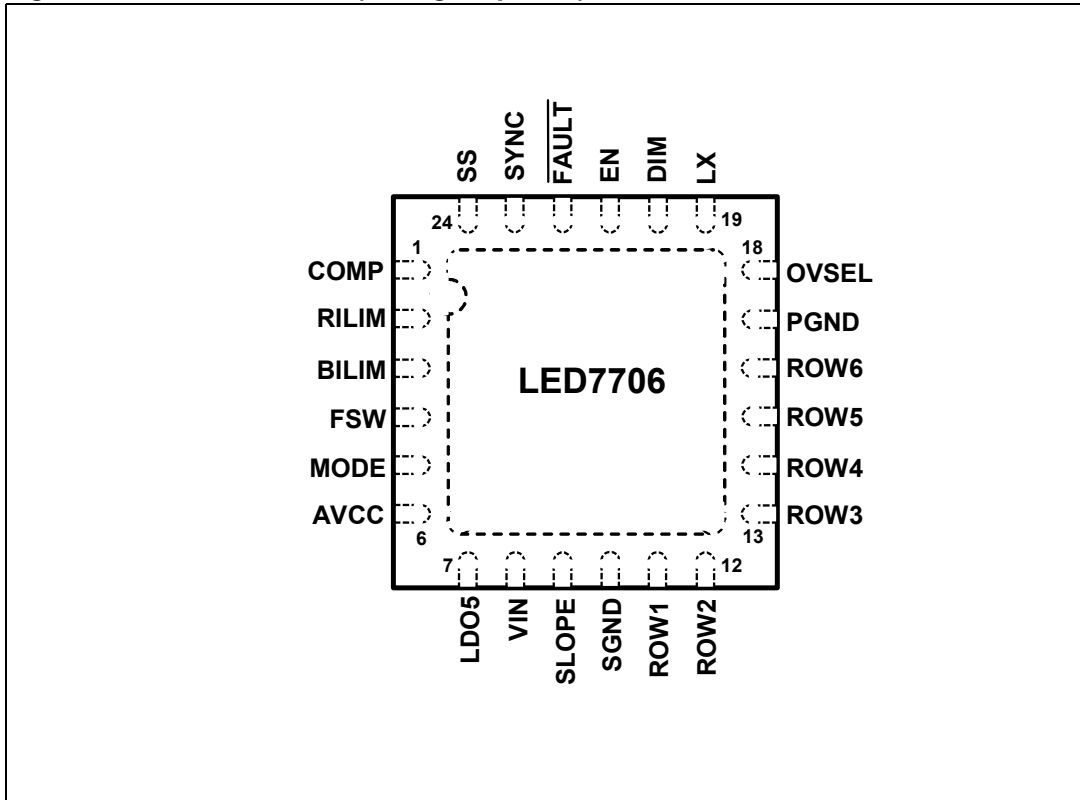 SS
SYNC
FAULT
EN
DIM
LX
24
19
1
18
COMP
OVSEL
RILIM
PGND
BILIM
ROW6
LED7706
FSW
ROW5
MODE
ROW4
AVCC
ROW3
6
13
7
12
LDO5
VIN
SLOPE
SGND
ROW1
ROW2